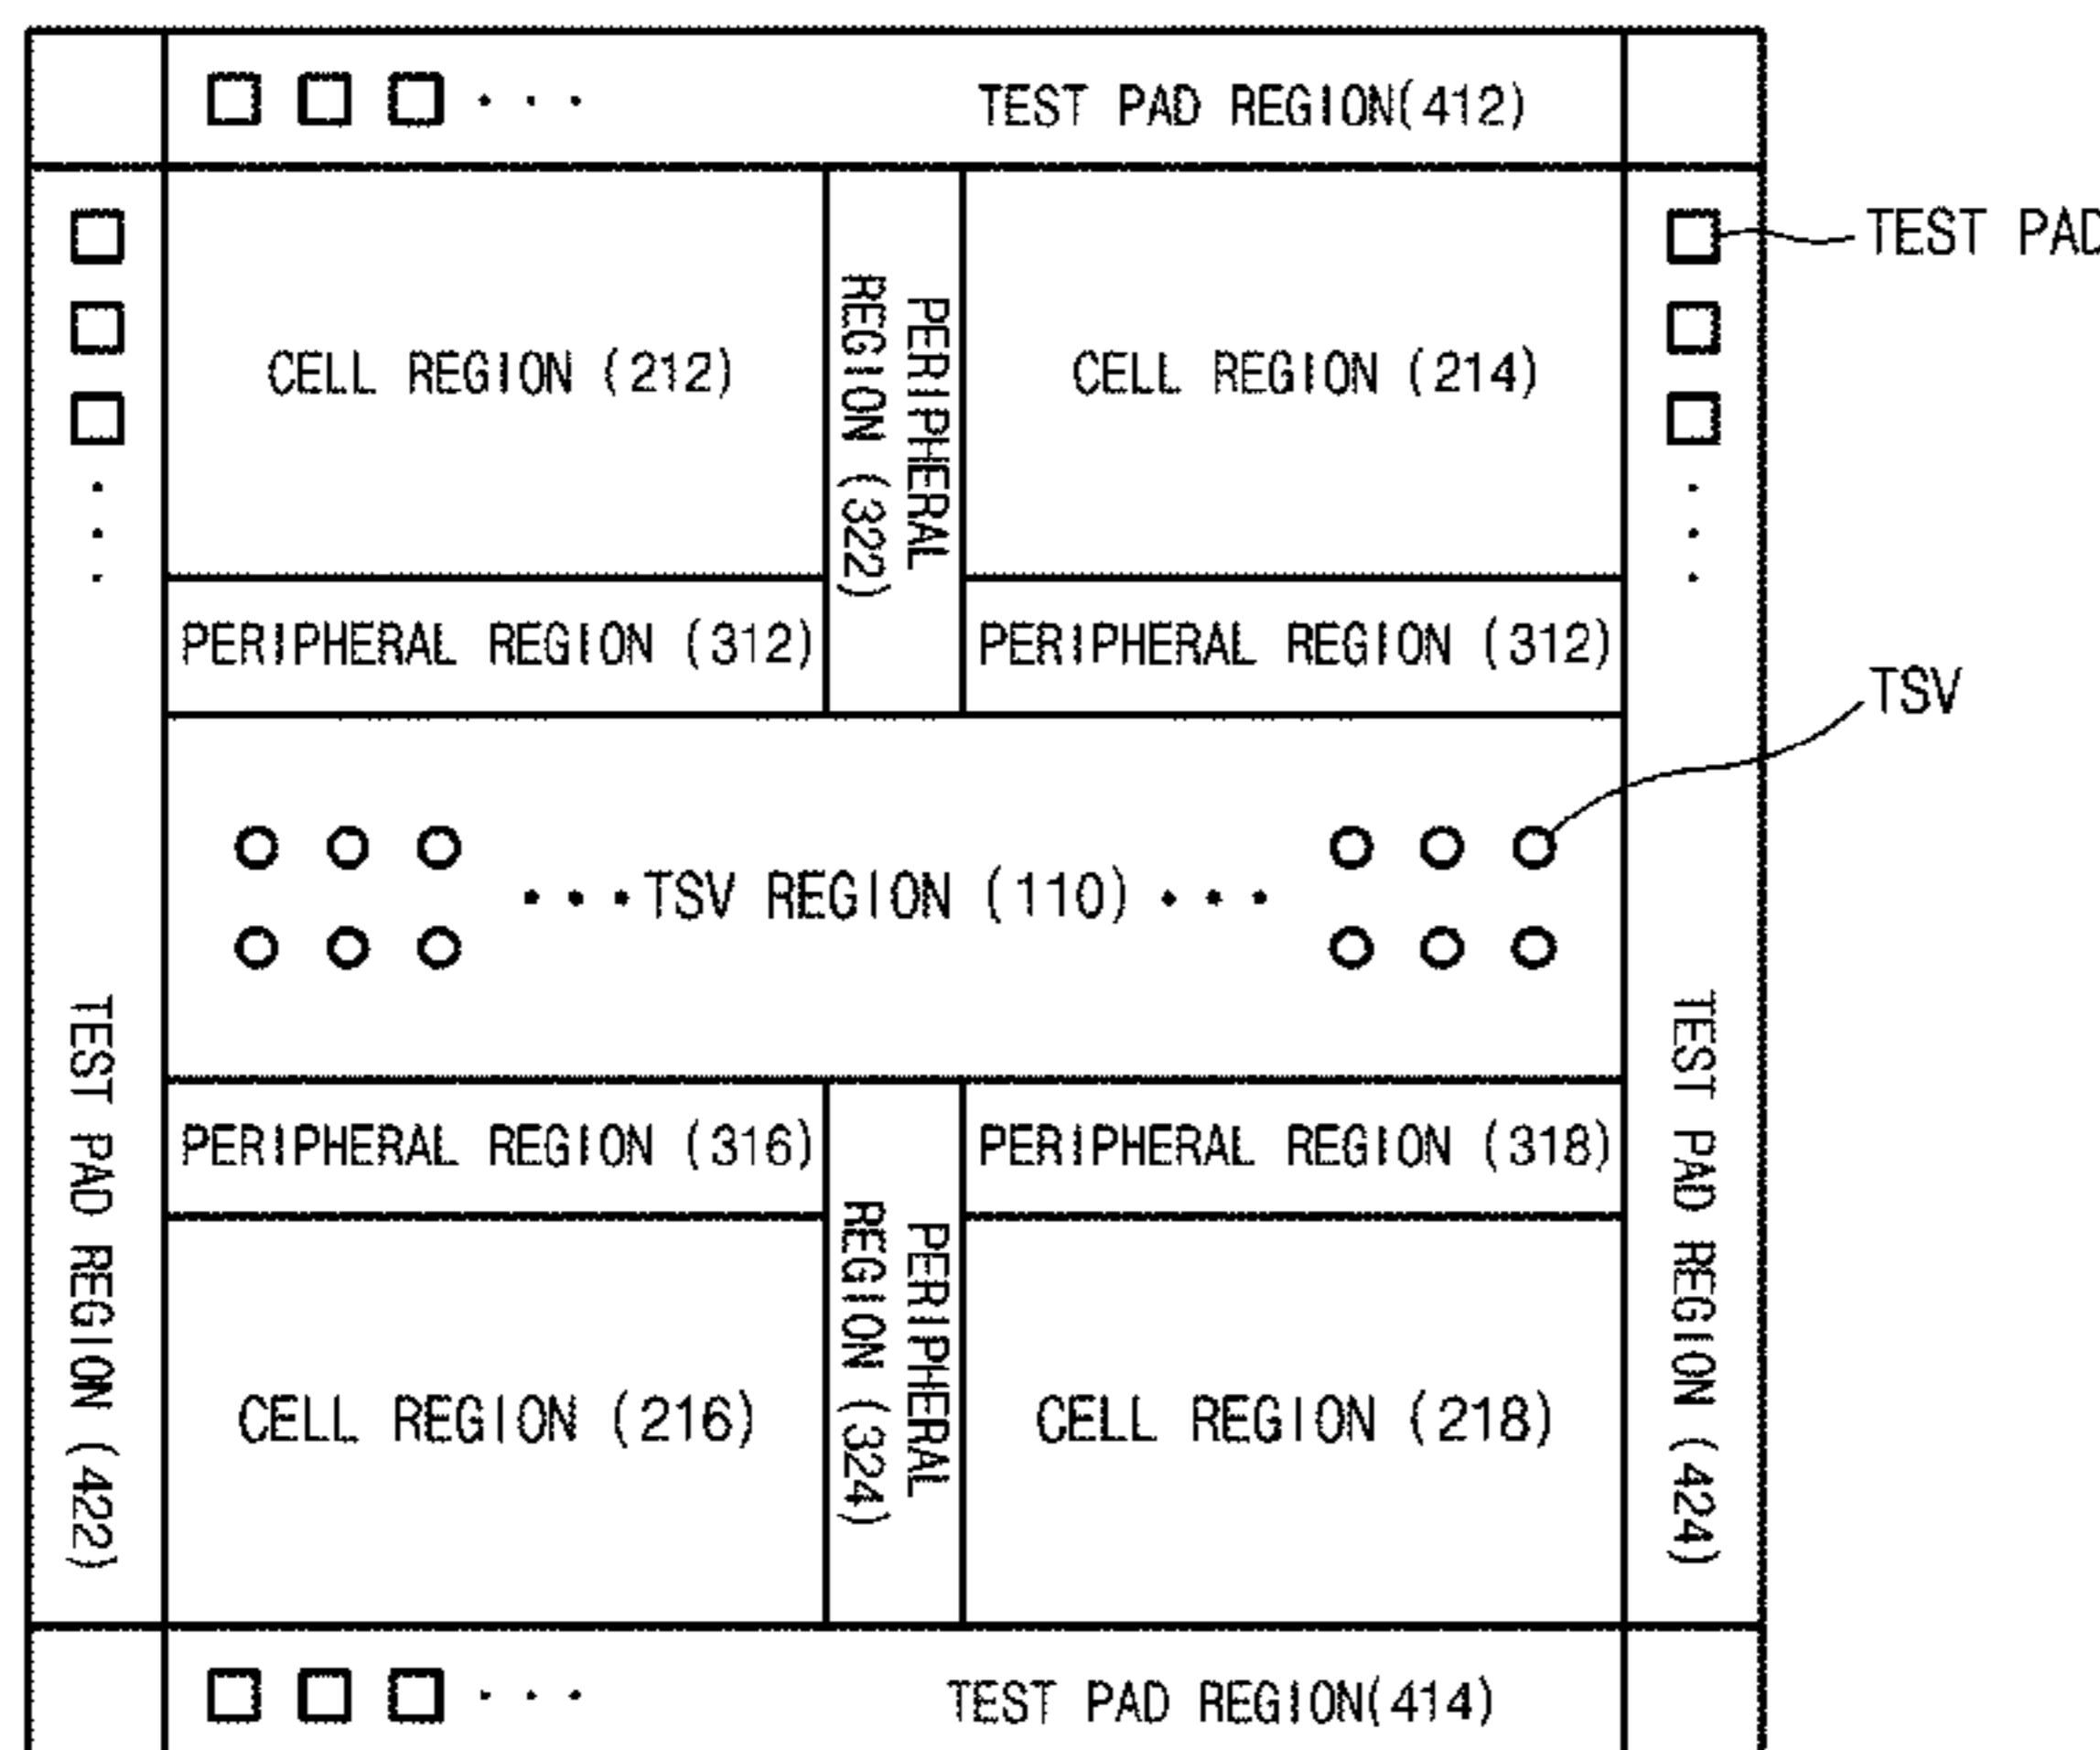 TEST PAD REGION(412)
TEST PAD
CELL REGION (212)
PERIPHERAL
REGION (322)
CELL REGION (214)
PERIPHERAL REGION (312)
PERIPHERAL REGION (312)
TSV
TSV REGION (110)
TEST PAD REGION (422)
TEST PAD REGION (424)
PERIPHERAL REGION (316)
PERIPHERAL REGION (318)
PERIPHERAL
REGION (324)
CELL REGION (216)
CELL REGION (218)
TEST PAD REGION(414)